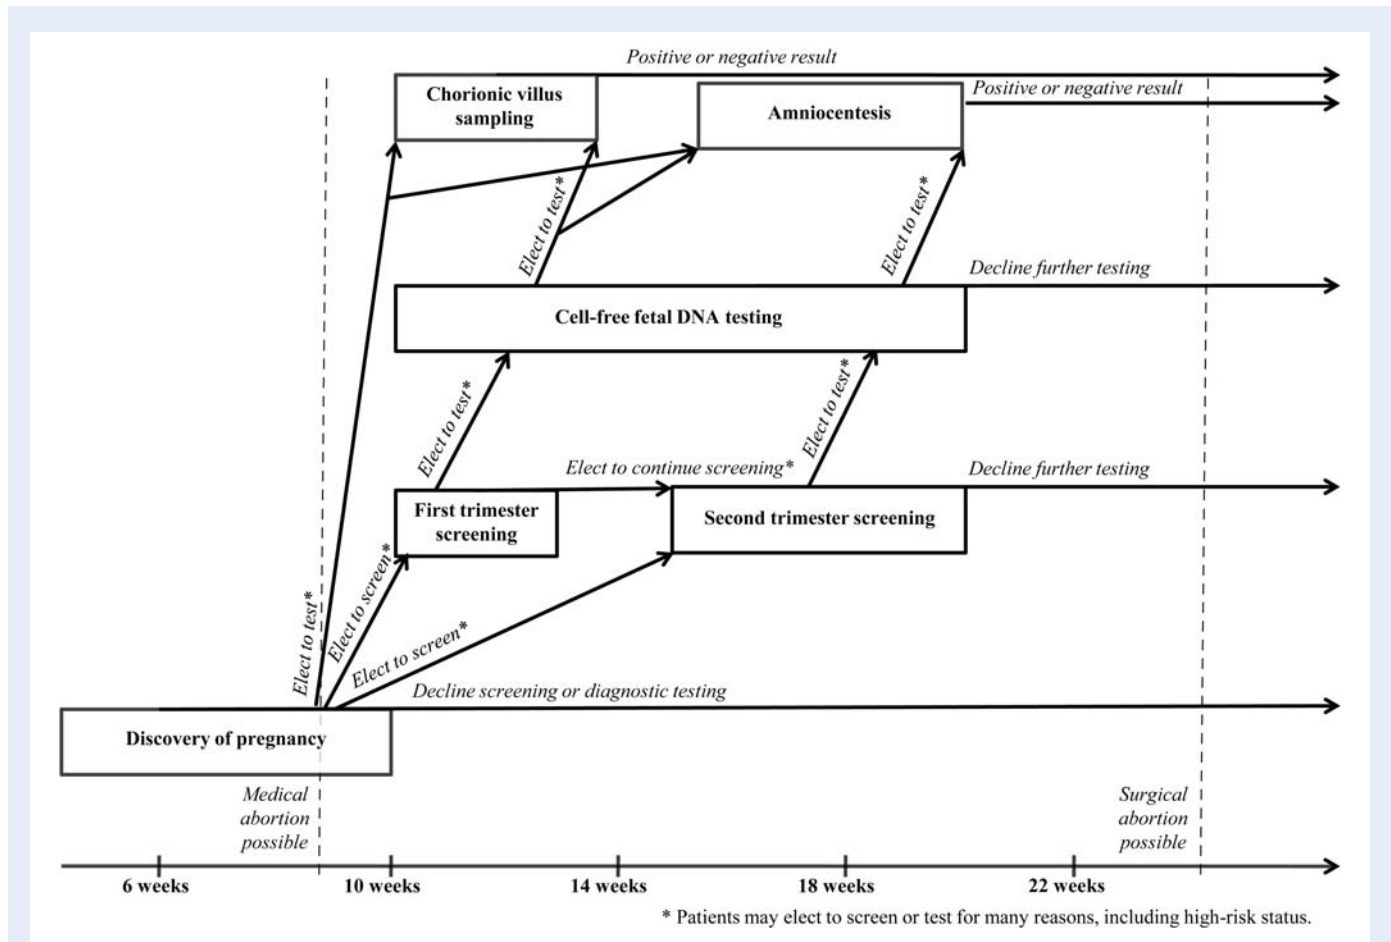 Positive or negative result
Chorionic villus
sampling
Positive or negative result
Amniocentesis
Elect to test*
Elect to test*
Decline further testing
Cell-free fetal DNA testing
Elect to test*
Elect to test*
Elect to continue screening*
Decline further testing
First trimester
screening
Second trimester screening
Elect to test*
Elect to screen*
Elect to screen*
Decline screening or diagnostic testing
Discovery of pregnancy
Medical
abortion
possible
Surgical
abortion
possible
6 weeks
10 weeks
14 weeks
18 weeks
22 weeks
* Patients may elect to screen or test for many reasons, including high-risk status.